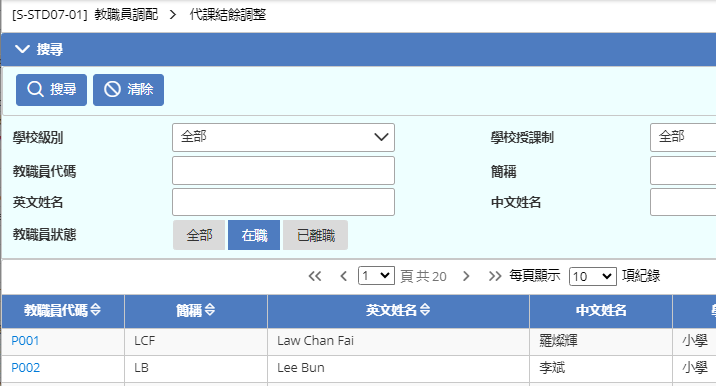 [S-STD07-01] 教職員調配 > 代課結餘調整
搜尋
搜尋 清除
學校級別 全部 學校授課制 全部
教職員代碼 簡稱
英文姓名 中文姓名
教職員狀態 全部 在職 已離職
1 頁 共 20 每頁顯示 10 項紀錄
教職員代碼 簡稱 英文姓名 中文姓名
P001 LCF Law Chan Fai 羅燦輝 小學
P002 LB Lee Bun 李斌 小學